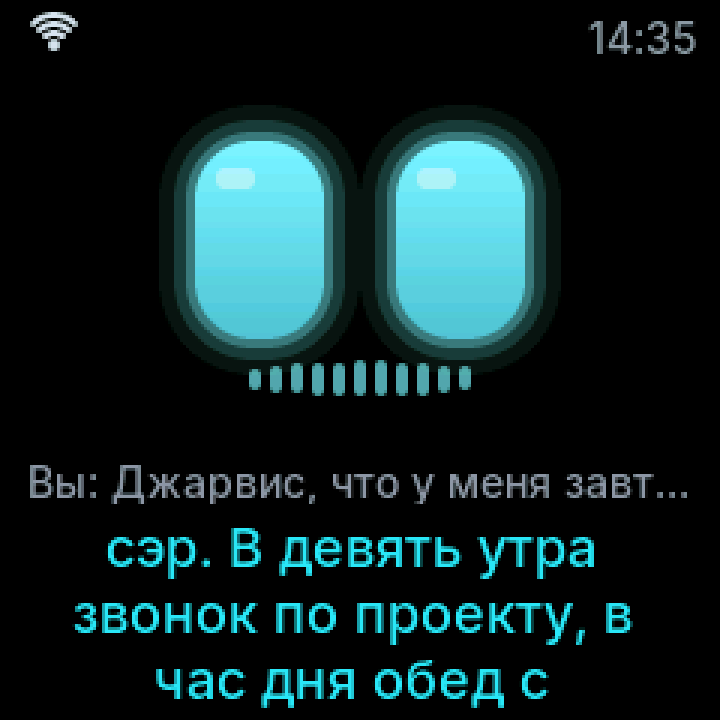 14:35
Вы: Джарвис, что у меня завт...
сэр. В девять утра
звонок по проекту, в
час дня обед с